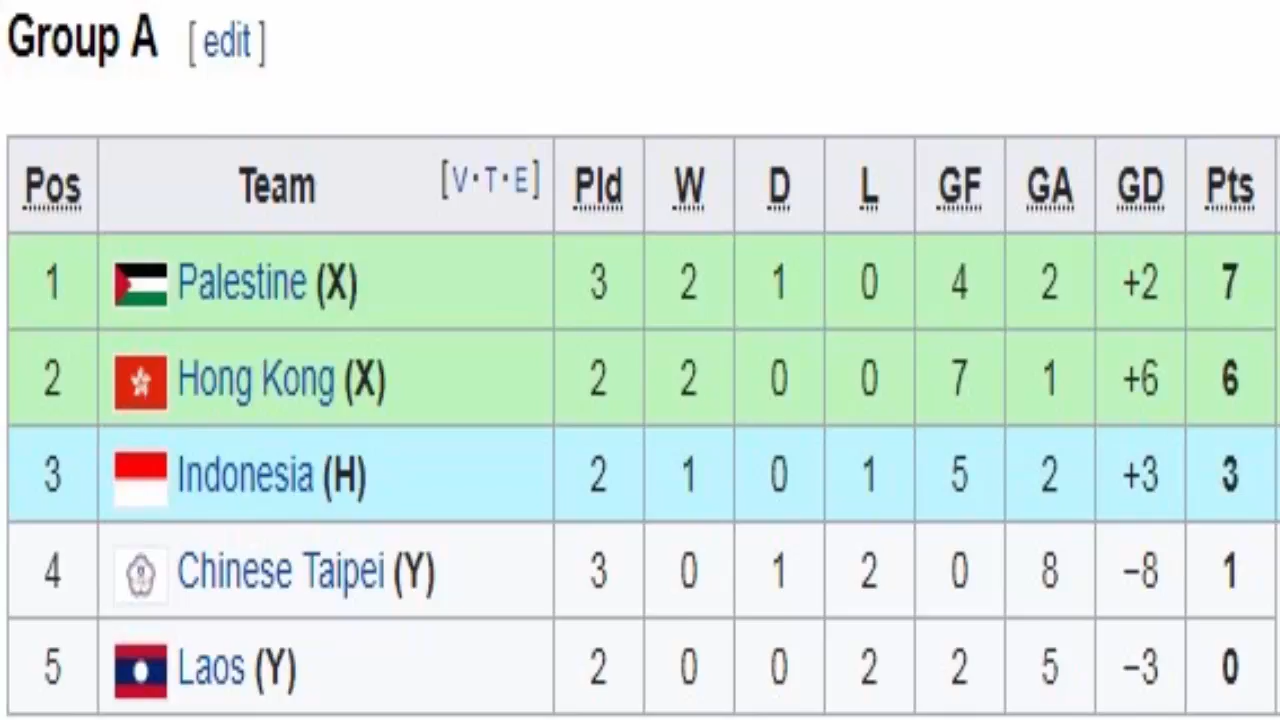 Group A [ edit ]
Pos Team [V·T·E] Pld W D L GF GA GD Pts
1 Palestine (X) 3 2 1 0 4 2 +2 7
2 Hong Kong (X) 2 2 0 0 7 1 +6 6
3 Indonesia (H) 2 1 0 1 5 2 +3 3
4 Chinese Taipei (Y) 3 0 1 2 0 8 −8 1
5 Laos (Y) 2 0 0 2 2 5 −3 0